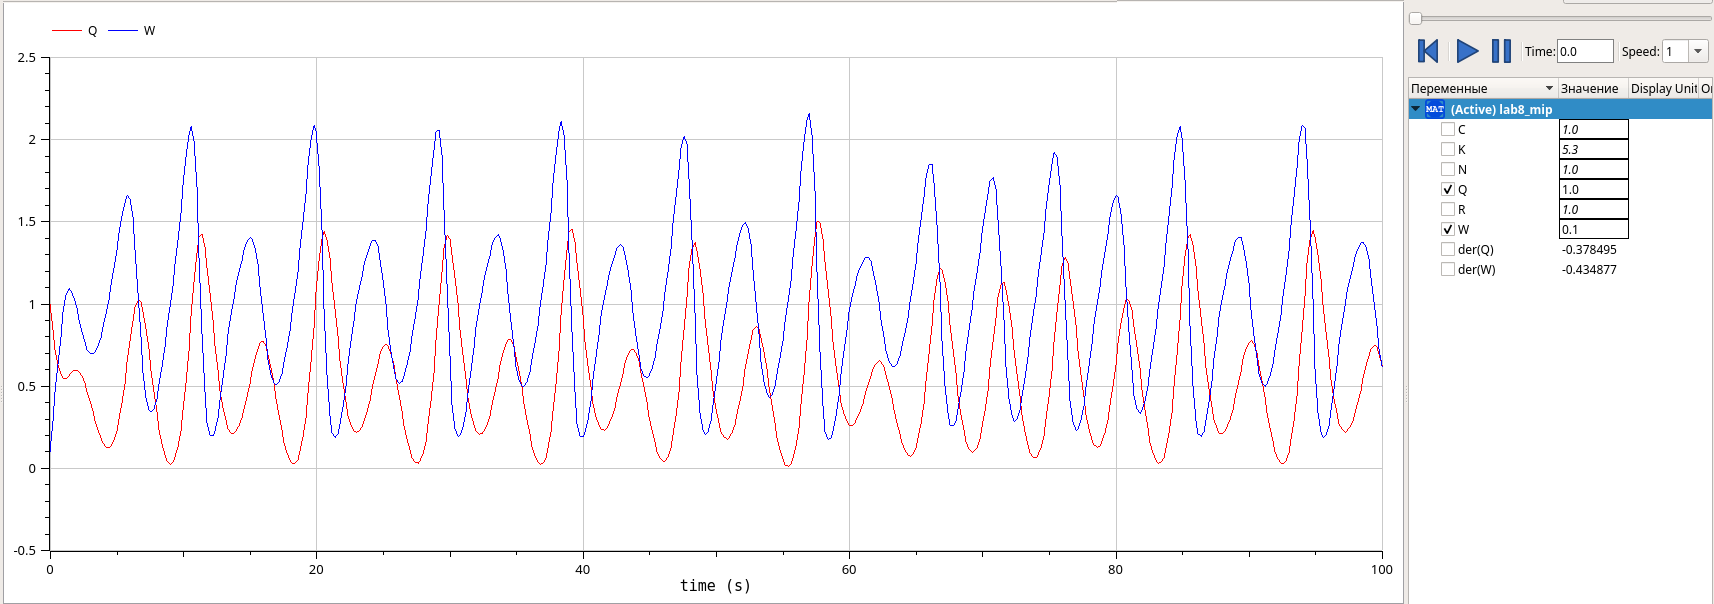 Q W
2.5
2
1.5
1
0.5
0
-0.5
0 20 40 60 80 100
time (s)
Time: 0.0 Speed: 1
Переменные Значение Display Unit
(Active) lab8_mip
C 1.0
K 5.3
N 1.0
Q 1.0
R 1.0
W 0.1
der(Q) -0.378495
der(W) -0.434877